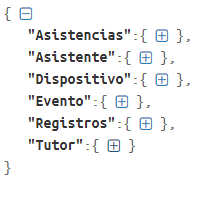 { ⊟
"Asistencias":{ ⊞ },
"Asistente":{ ⊞ },
"Dispositivo":{ ⊞ },
"Evento":{ ⊞ },
"Registros":{ ⊞ },
"Tutor":{ ⊞ }
}